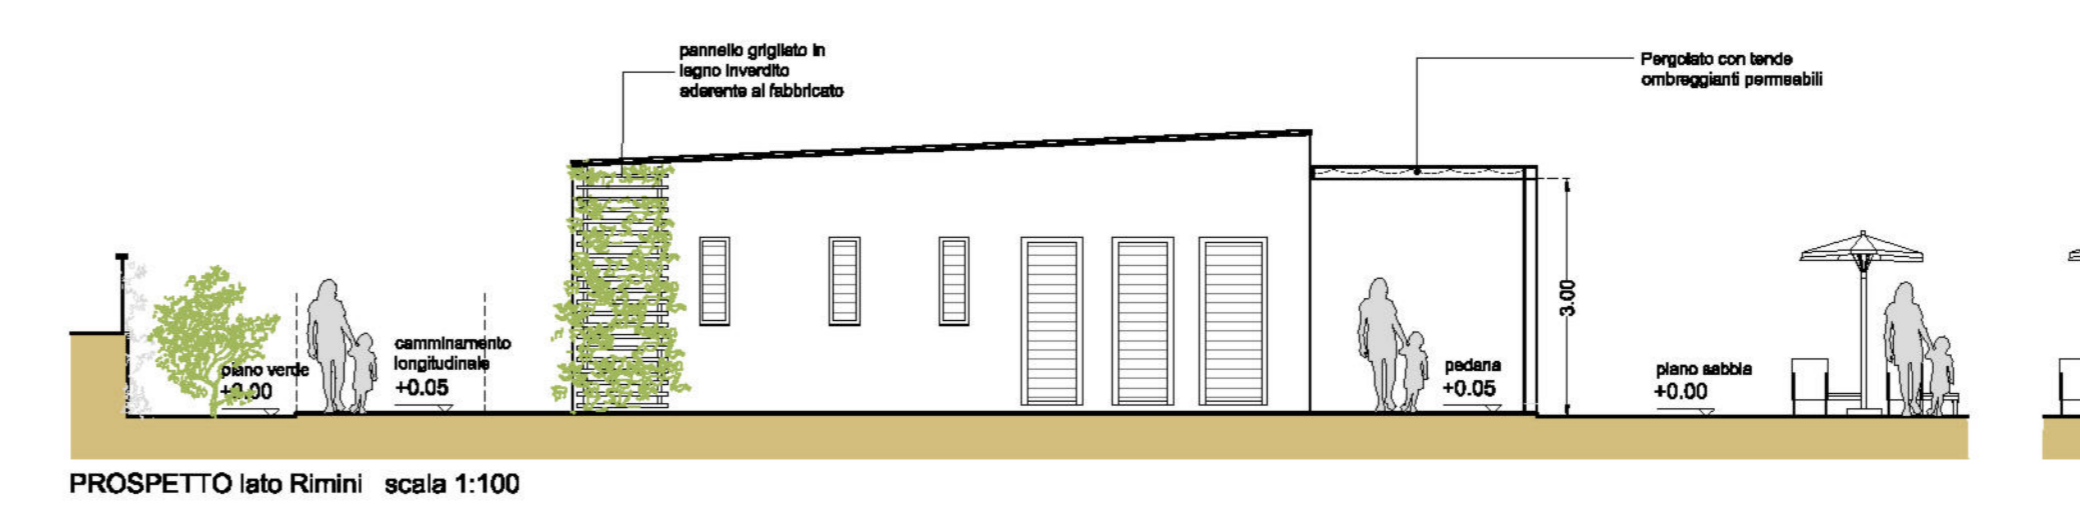 pannello grigliato in
legno inverdito
aderente al fabbricato
Pergolato con tende
ombreggianti permeabili
3.00
camminamento
longitudinale
+0.05
piano verde
+0.00
pedana
+0.05
piano sabbia
+0.00
PROSPETTO lato Rimini scala 1:100